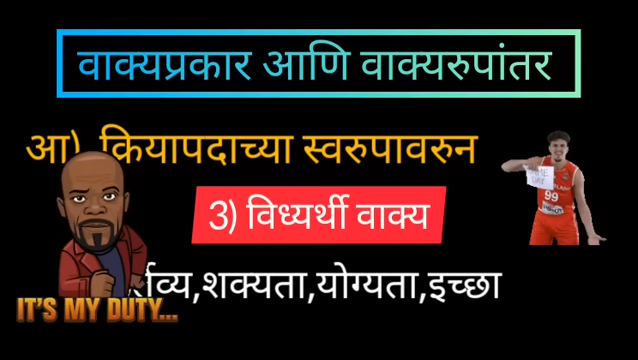 वाक्यप्रकार आणि वाक्यरुपांतर
आ) क्रियापदाच्या स्वरुपावरुन
3) विध्यर्थी वाक्य
शक्यता,योग्यता,इच्छा
IT'S MY DUTY...
99